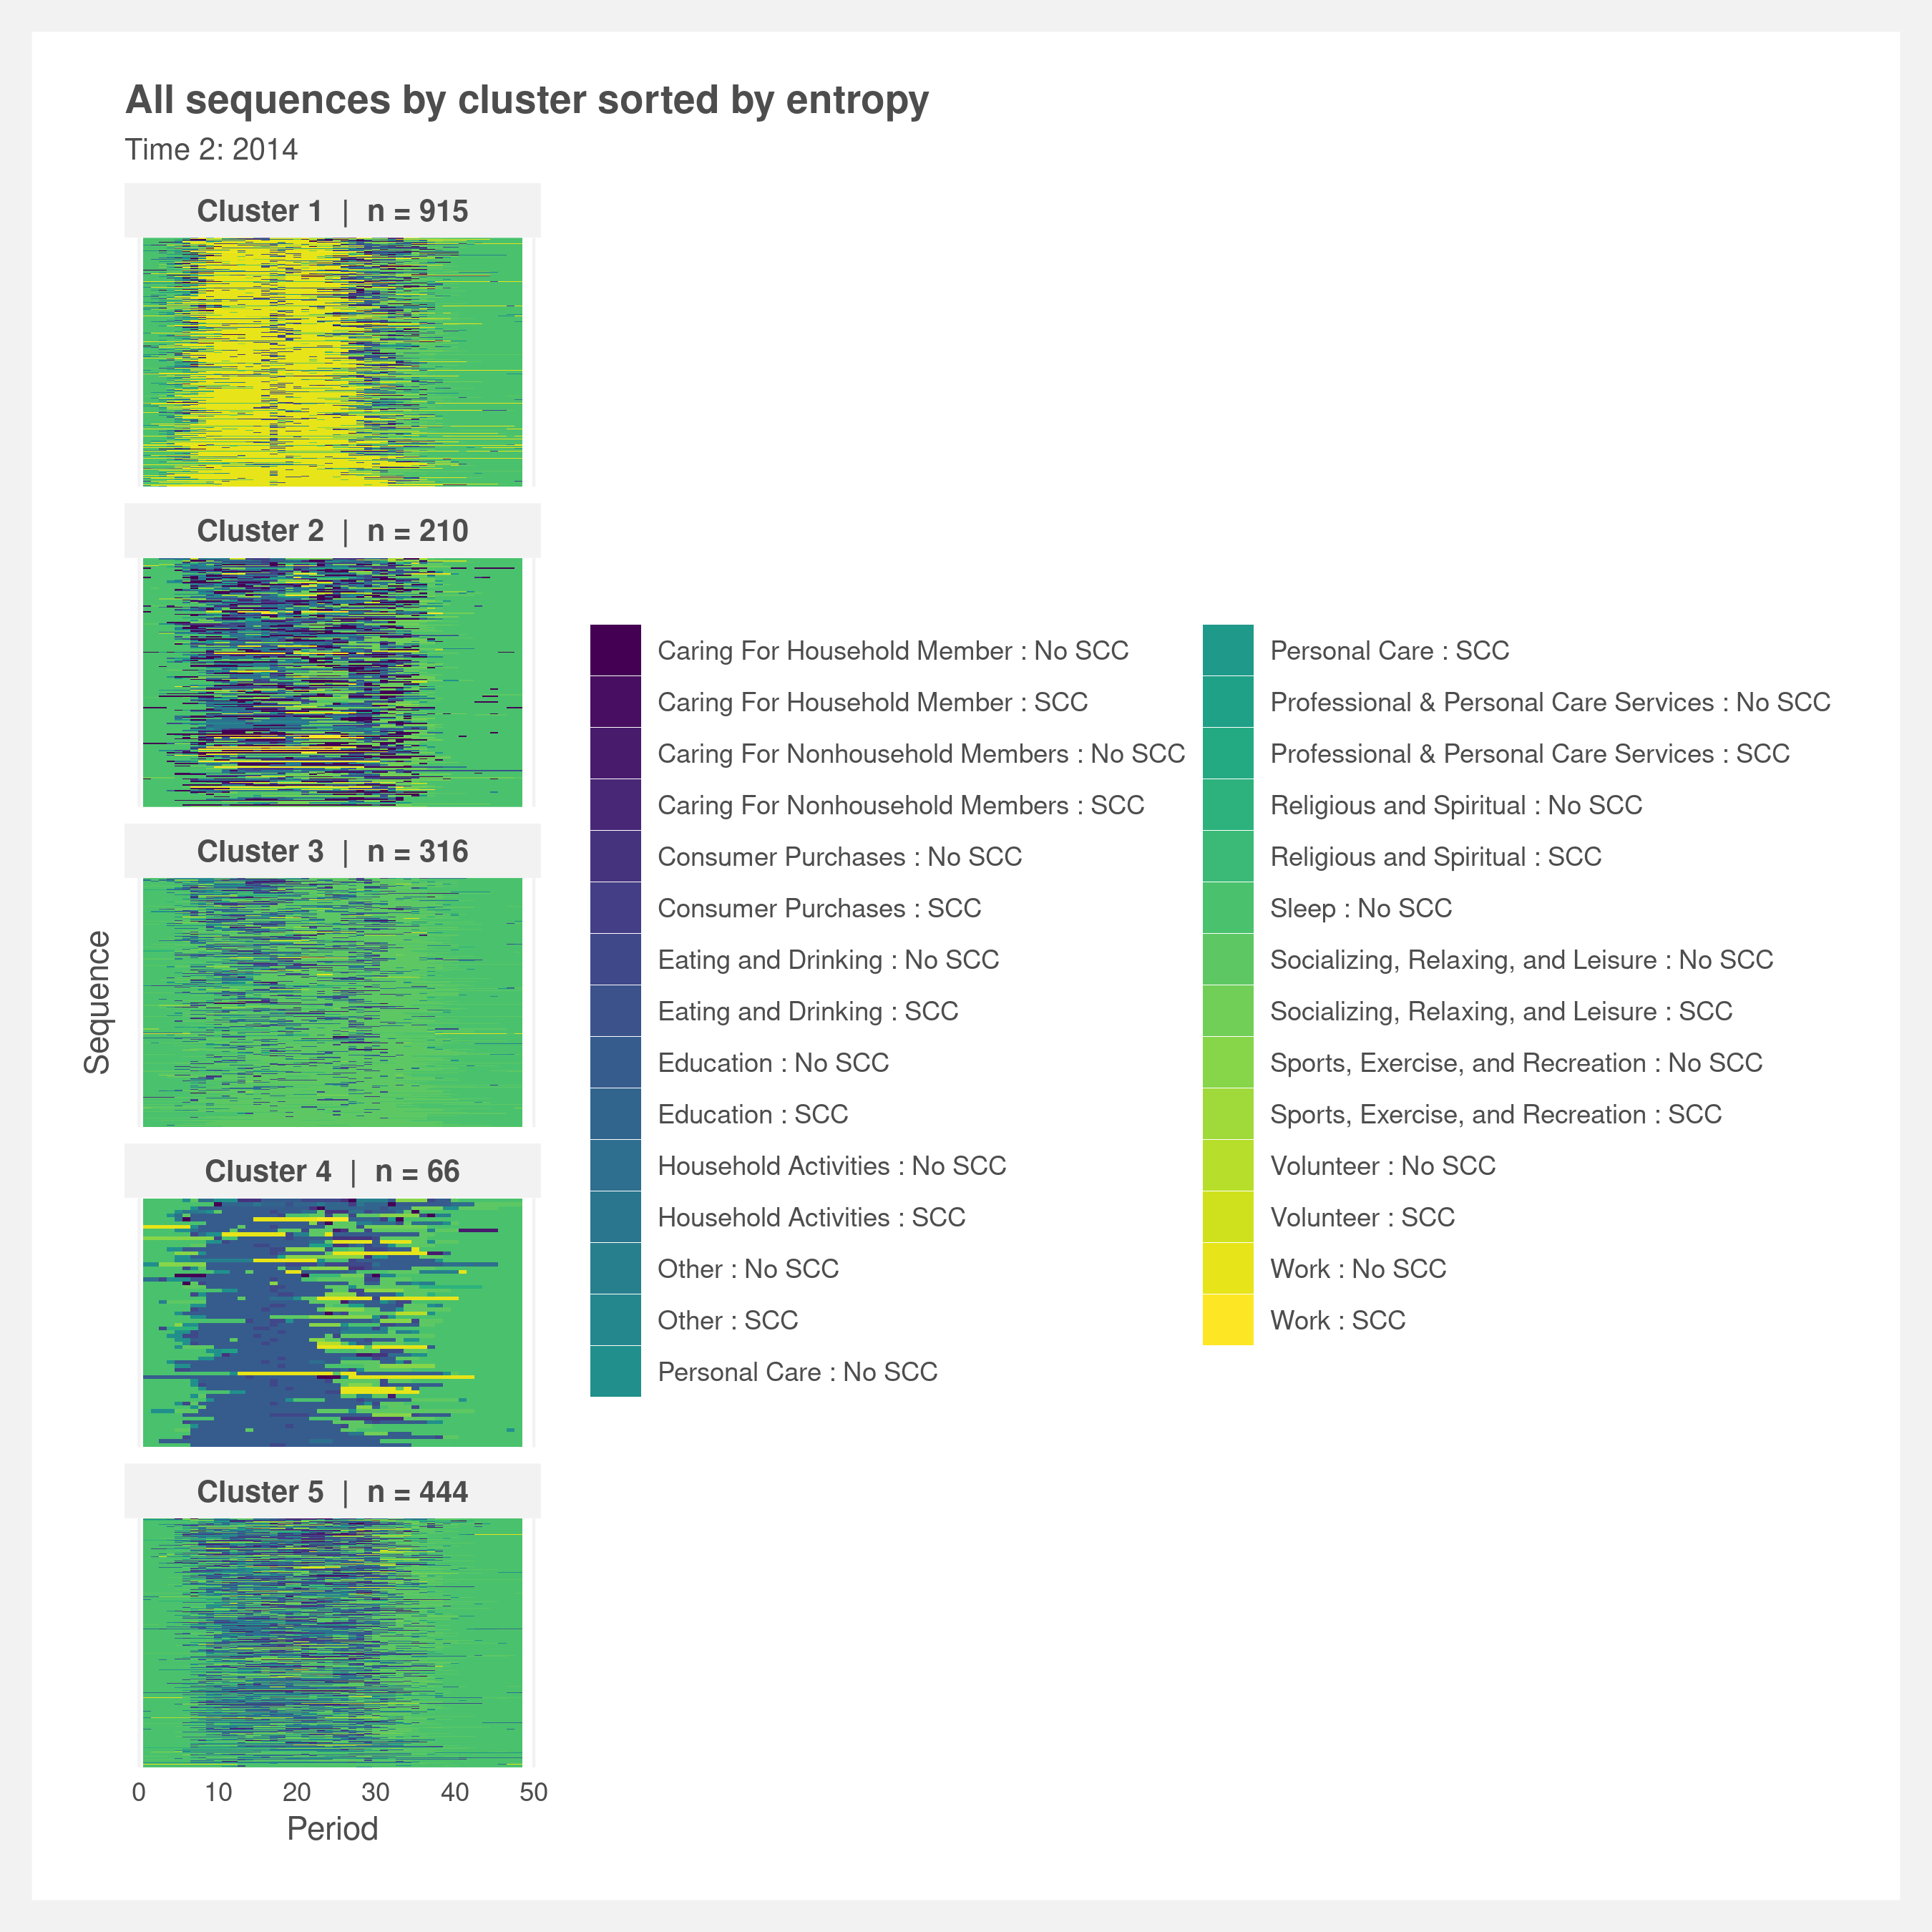 All sequences by cluster sorted by entropy
Time 2: 2014
Cluster 1 | n = 915
Cluster 2 | n = 210
Cluster 3 | n = 316
Cluster 4 | n = 66
Cluster 5 | n = 444
Sequence
0 10 20 30 40 50
Period
Caring For Household Member : No SCC
Caring For Household Member : SCC
Caring For Nonhousehold Members : No SCC
Caring For Nonhousehold Members : SCC
Consumer Purchases : No SCC
Consumer Purchases : SCC
Eating and Drinking : No SCC
Eating and Drinking : SCC
Education : No SCC
Education : SCC
Household Activities : No SCC
Household Activities : SCC
Other : No SCC
Other : SCC
Personal Care : No SCC
Personal Care : SCC
Professional & Personal Care Services : No SCC
Professional & Personal Care Services : SCC
Religious and Spiritual : No SCC
Religious and Spiritual : SCC
Sleep : No SCC
Socializing, Relaxing, and Leisure : No SCC
Socializing, Relaxing, and Leisure : SCC
Sports, Exercise, and Recreation : No SCC
Sports, Exercise, and Recreation : SCC
Volunteer : No SCC
Volunteer : SCC
Work : No SCC
Work : SCC